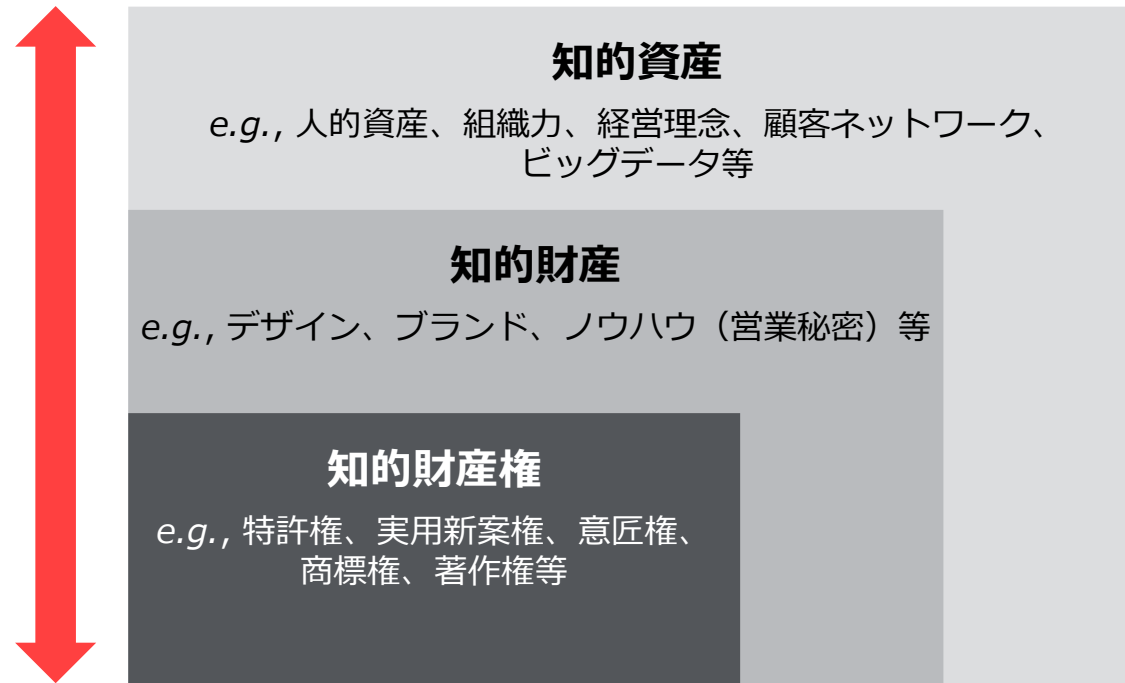 知的資産
e.g., 人的資産、組織力、経営理念、顧客ネットワーク、
ビッグデータ等
知的財産
e.g., デザイン、ブランド、ノウハウ（営業秘密）等
知的財産権
e.g., 特許権、実用新案権、意匠権、
商標権、著作権等